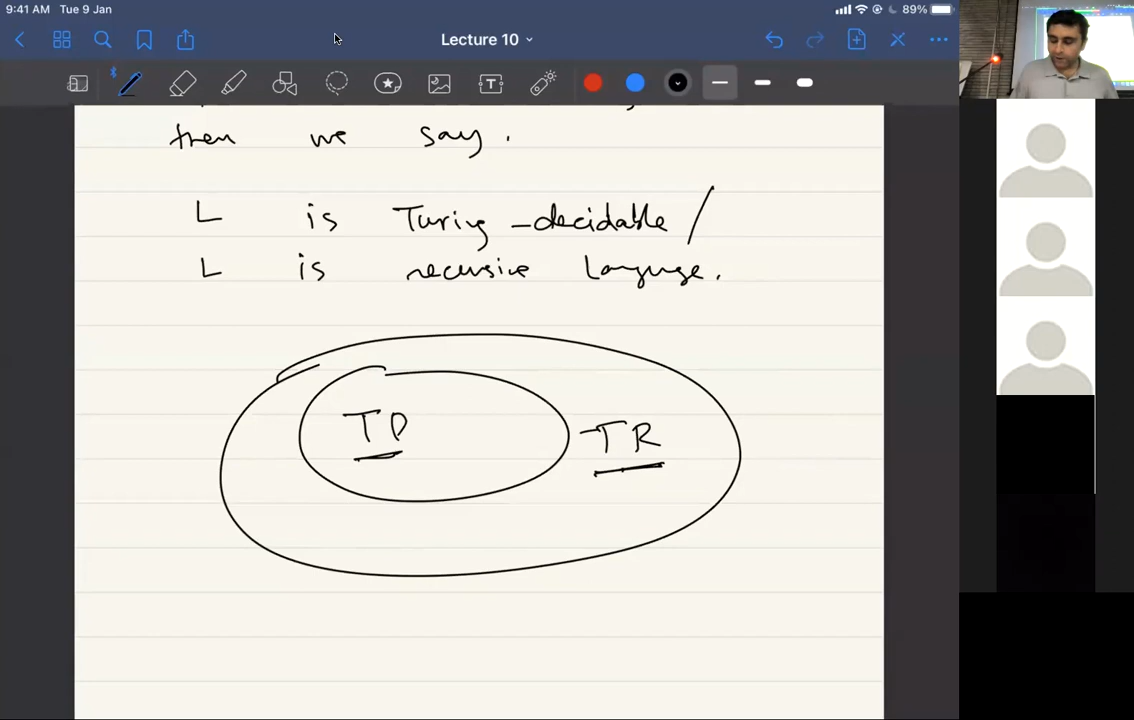 9:41 AM Tue 9 Jan
89%
Lecture 10
T
then we say.
L is Turing-decidable/
L is recursive language.
TD
TR